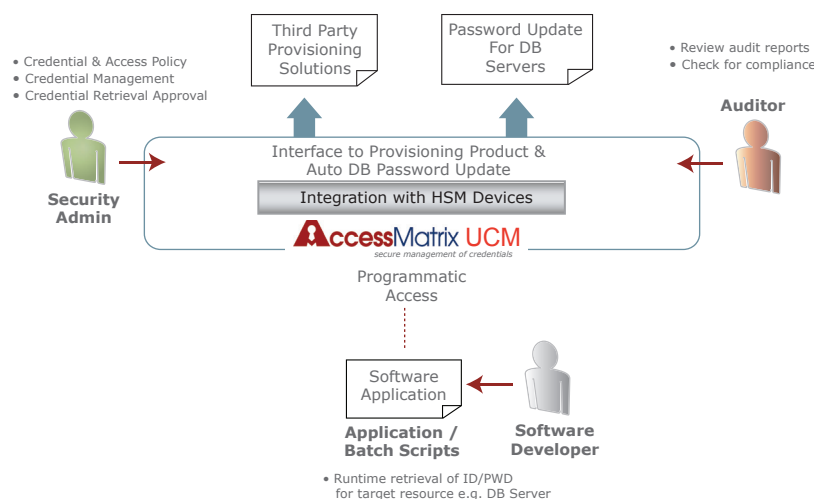 Third Party
Provisioning
Solutions
Password Update
For DB
Servers
• Credential & Access Policy
• Credential Management
• Credential Retrieval Approval
• Review audit reports
• Check for compliance
Security
Admin
Auditor
Interface to Provisioning Product &
Auto DB Password Update
Integration with HSM Devices
AccessMatrix UCM
secure management of credentials
Programmatic
Access
Software
Application
Application /
Batch Scripts
Software
Developer
• Runtime retrieval of ID/PWD
for target resource e.g. DB Server